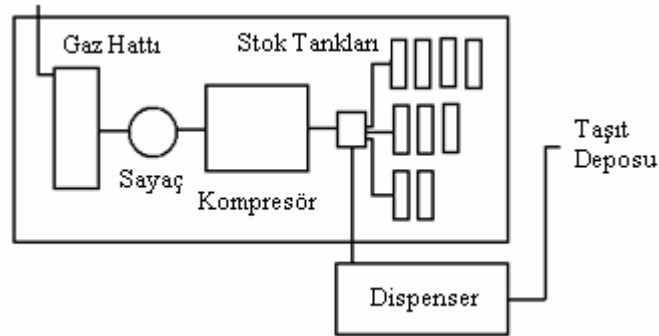 Gaz Hattı
Stok Tankları
Sayaç
Kompresör
Taşıt
Deposu
Dispenser